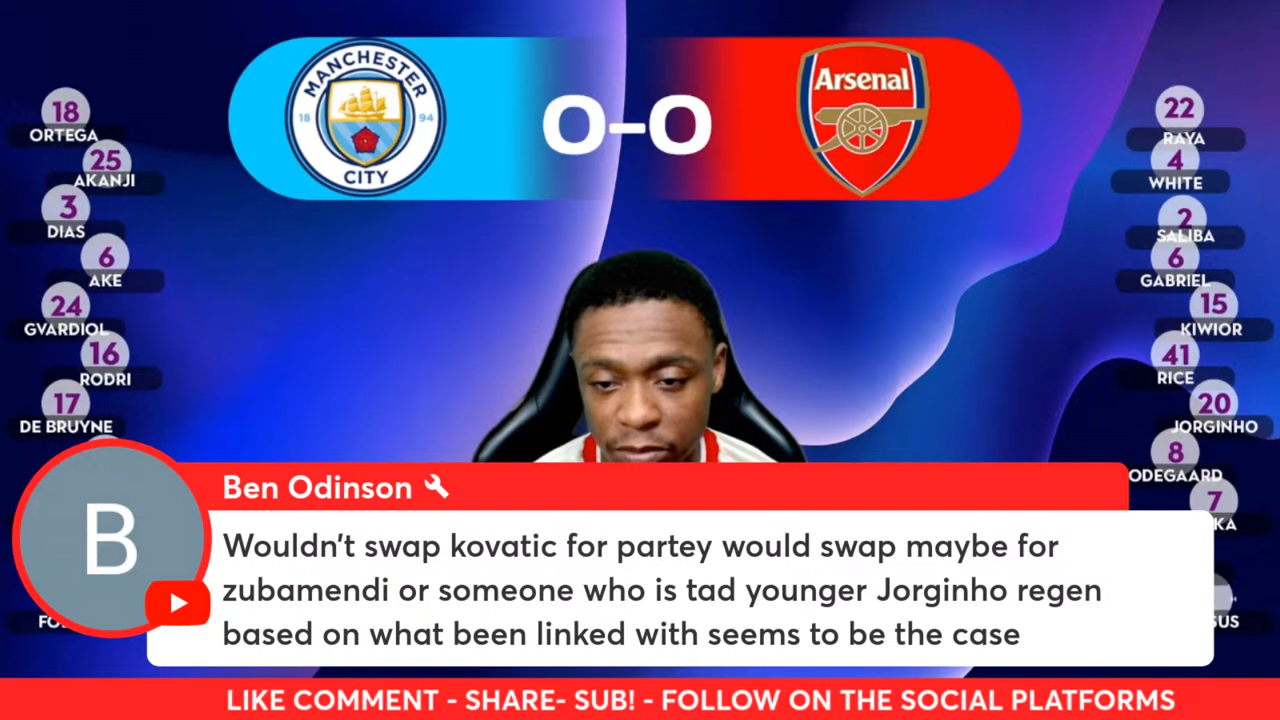 MANCHESTER
18 94
CITY
0-0
Arsenal
18
ORTEGA
25
AKANJI
3
DIAS
6
AKE
24
GVARDIOL
16
RODRI
17
DE BRUYNE
22
RAYA
4
WHITE
2
SALIBA
6
GABRIEL
15
KIWIOR
41
RICE
20
JORGINHO
8
ODEGAARD
7
KA
FO
SUS
B
Ben Odinson
Wouldn't swap kovatic for partey would swap maybe for
zubamendi or someone who is tad younger Jorginho regen
based on what been linked with seems to be the case
LIKE COMMENT - SHARE- SUB! - FOLLOW ON THE SOCIAL PLATFORMS